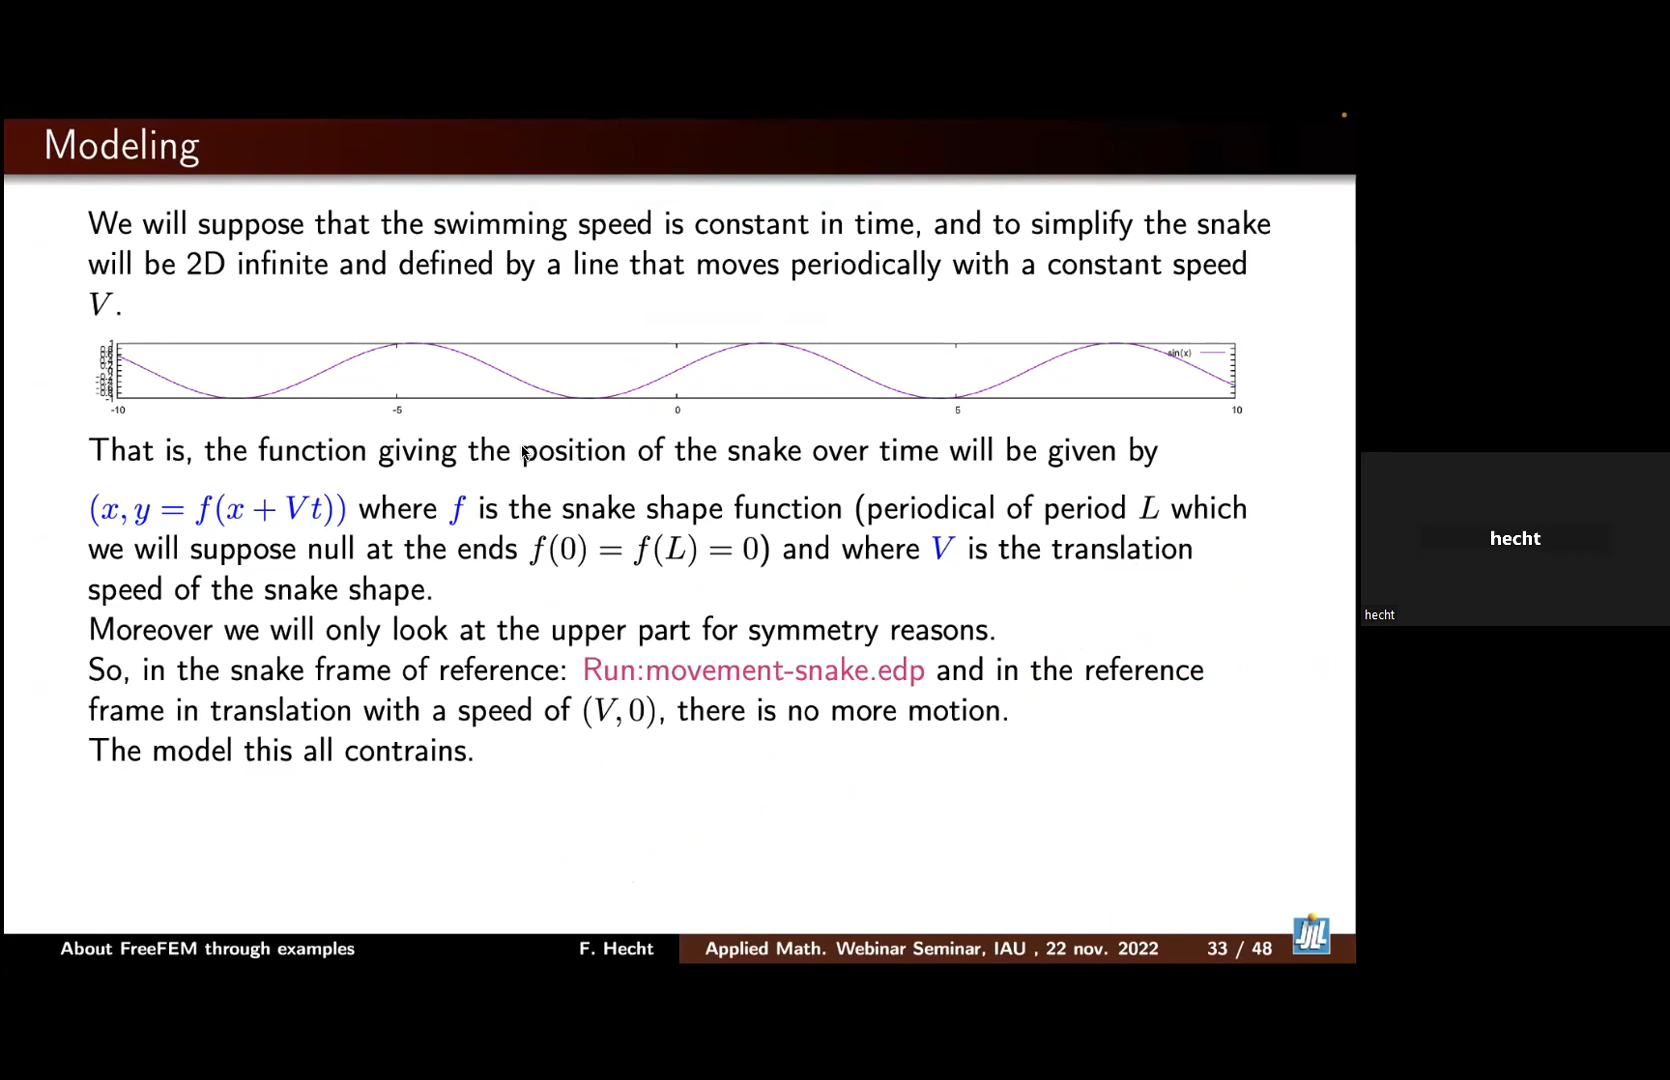 Modeling
We will suppose that the swimming speed is constant in time, and to simplify the snake
will be 2D infinite and defined by a line that moves periodically with a constant speed
V.
sin(x)
-10 -5 0 5 10
That is, the function giving the position of the snake over time will be given by
(x, y = f(x + Vt)) where f is the snake shape function (periodical of period L which
we will suppose null at the ends f(0) = f(L) = 0) and where V is the translation
speed of the snake shape.
Moreover we will only look at the upper part for symmetry reasons.
So, in the snake frame of reference: Run:movement-snake.edp and in the reference
frame in translation with a speed of (V, 0), there is no more motion.
The model this all contrains.
About FreeFEM through examples F. Hecht Applied Math. Webinar Seminar, IAU , 22 nov. 2022 33 / 48
hecht
hecht